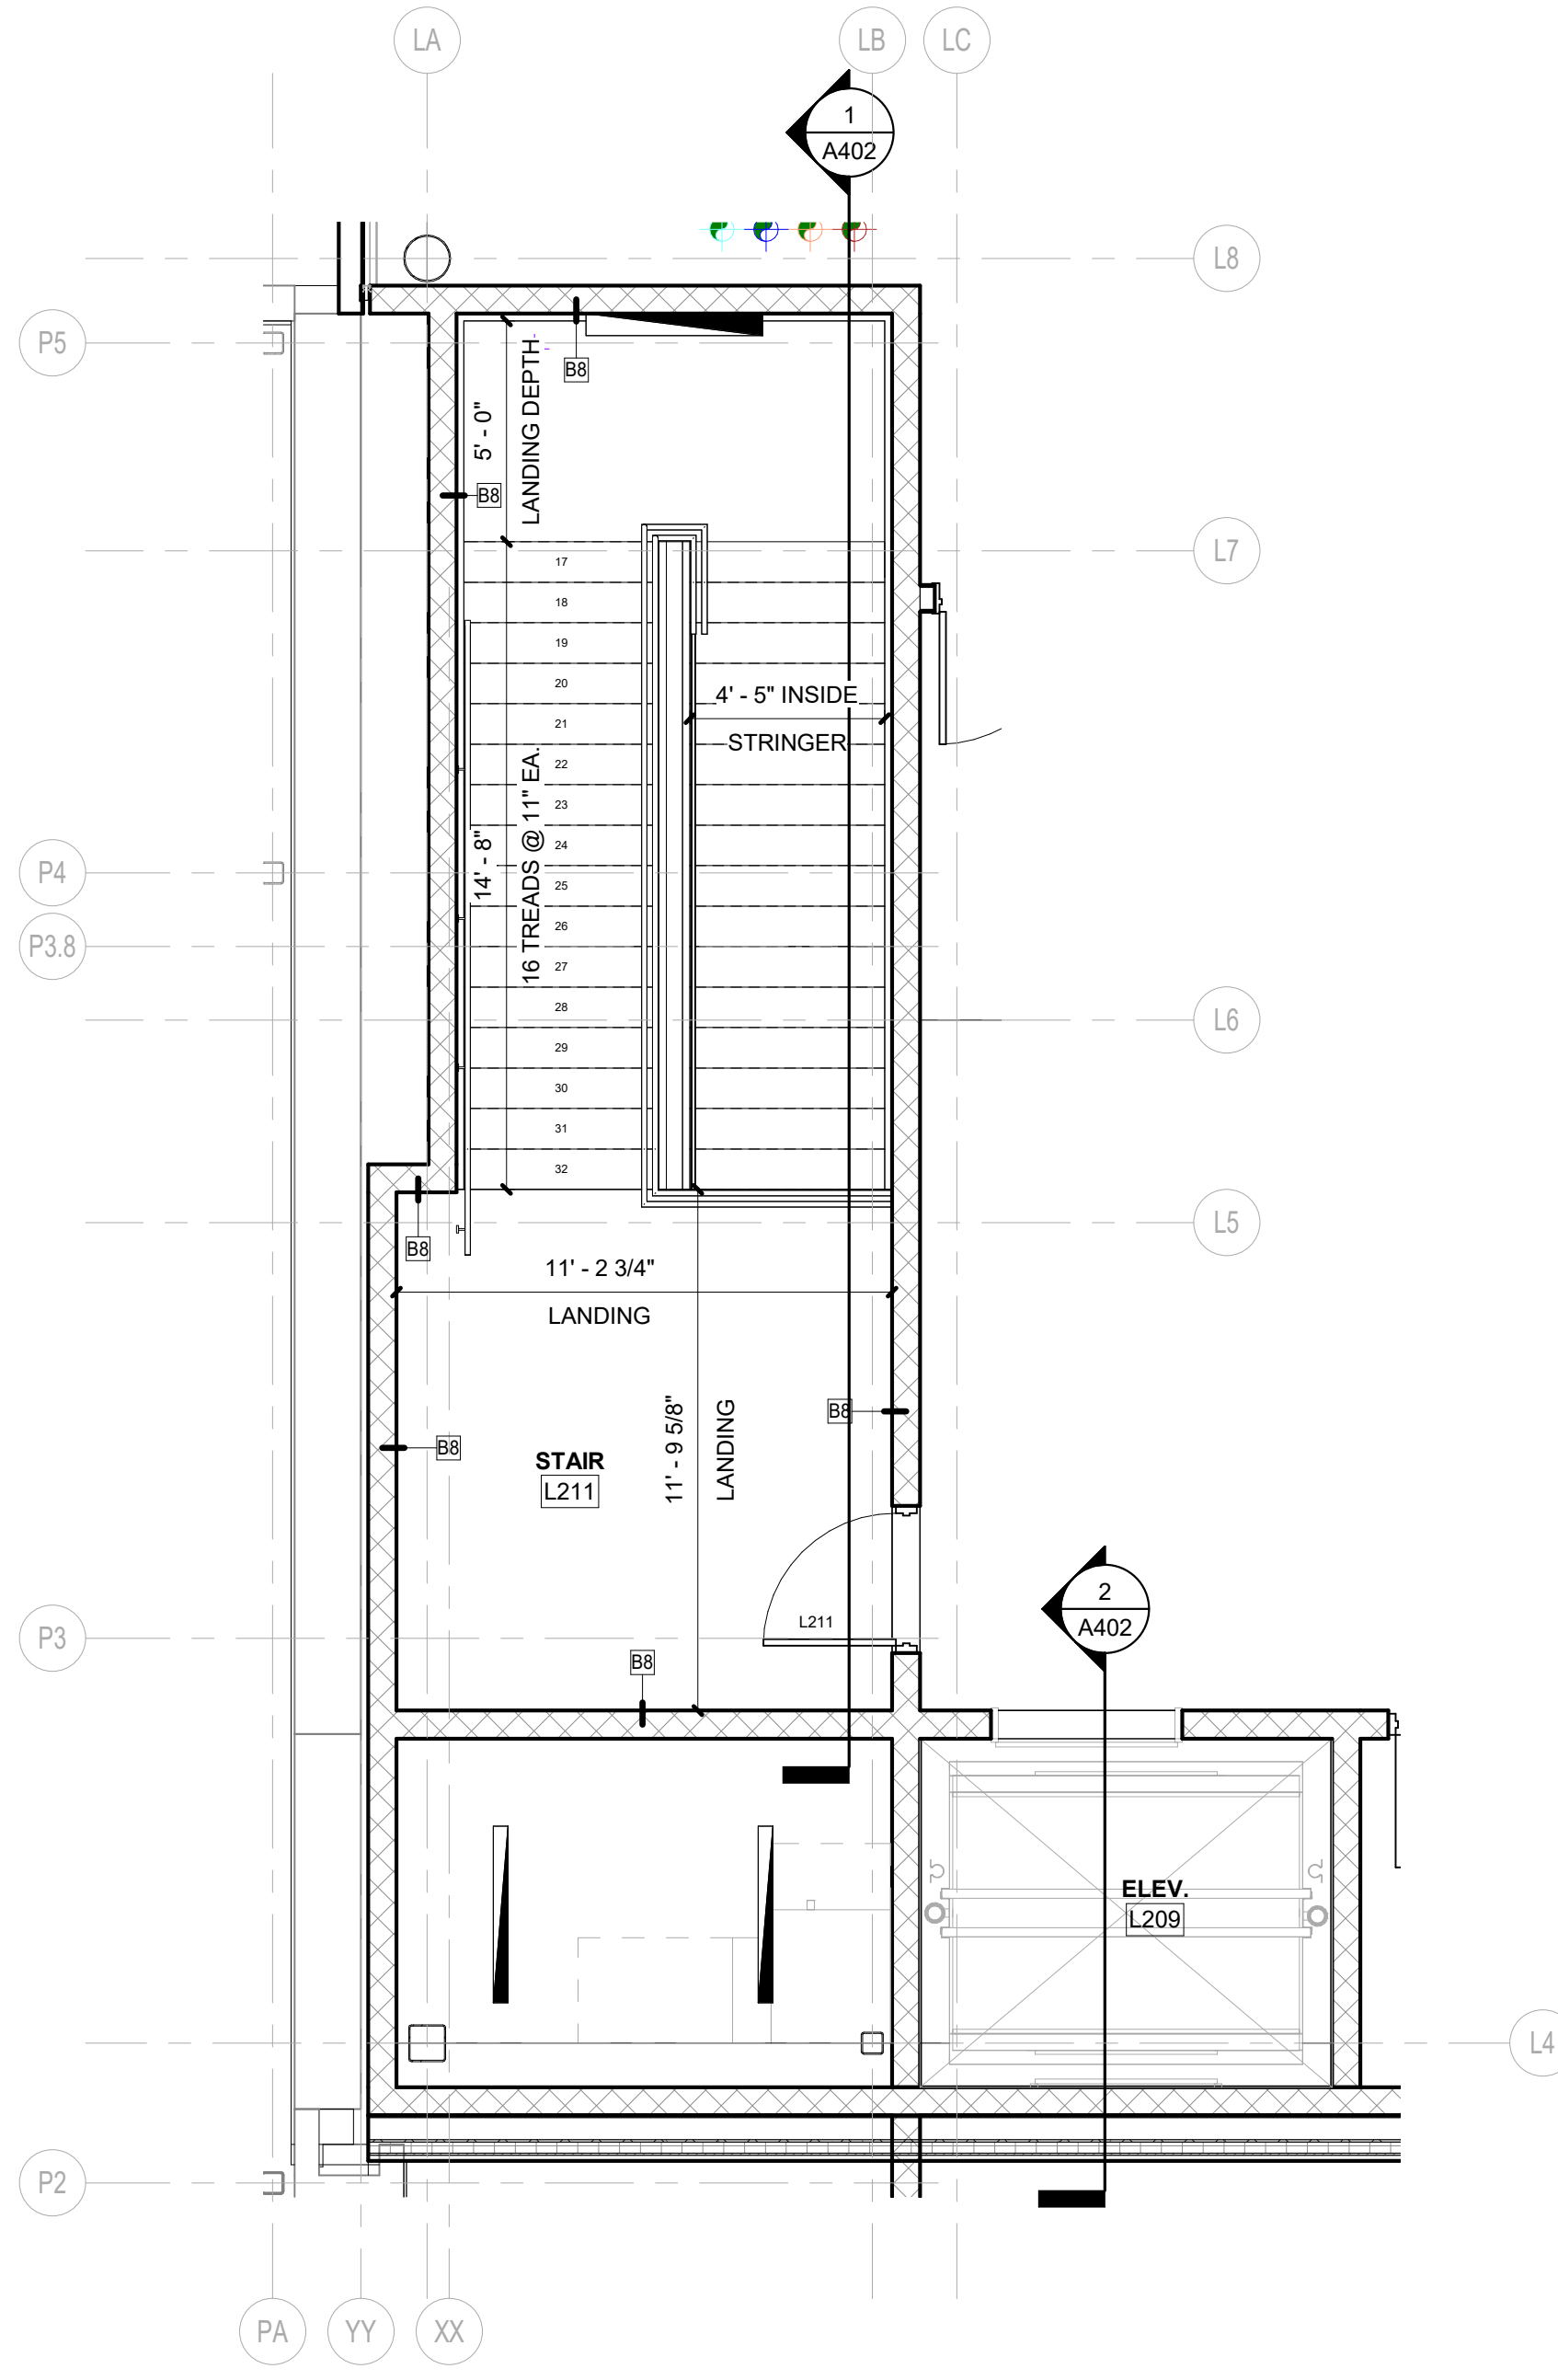 LA
LB
LC
1
A402
L8
P5
B8
5' - 0"
LANDING DEPTH
B8
L7
17
18
19
20
4' - 5" INSIDE
STRINGER
21
22
23
24
25
26
27
28
29
30
31
32
14' - 8"
16 TREADS @ 11" EA.
P4
P3.8
L6
L5
B8
11' - 2 3/4"
LANDING
11' - 9 5/8"
LANDING
B8
B8
STAIR
L211
L211
2
A402
P3
B8
ELEV.
L209
L4
P2
PA
YY
XX